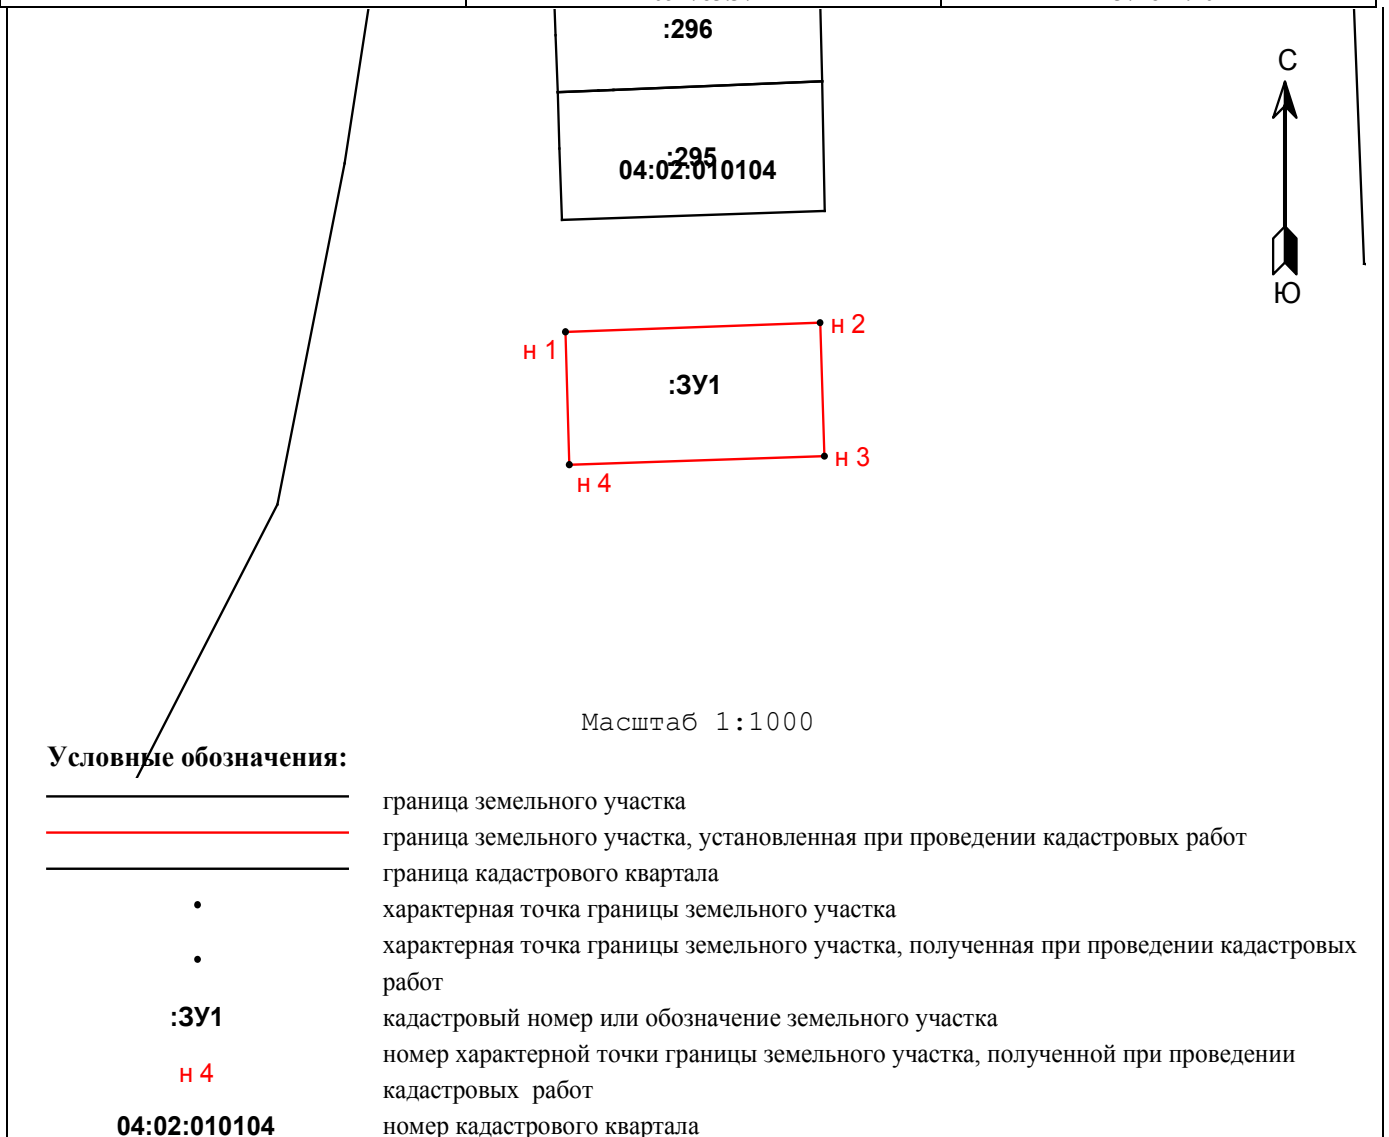 :296
С
:295
04:02:010104
Ю
н 2
н 1
:ЗУ1
н 3
н 4
Масштаб 1:1000
Условные обозначения:
граница земельного участка
граница земельного участка, установленная при проведении кадастровых работ
граница кадастрового квартала
характерная точка границы земельного участка
характерная точка границы земельного участка, полученная при проведении кадастровых
работ
:ЗУ1 кадастровый номер или обозначение земельного участка
номер характерной точки границы земельного участка, полученной при проведении
н 4
кадастровых работ
04:02:010104 номер кадастрового квартала